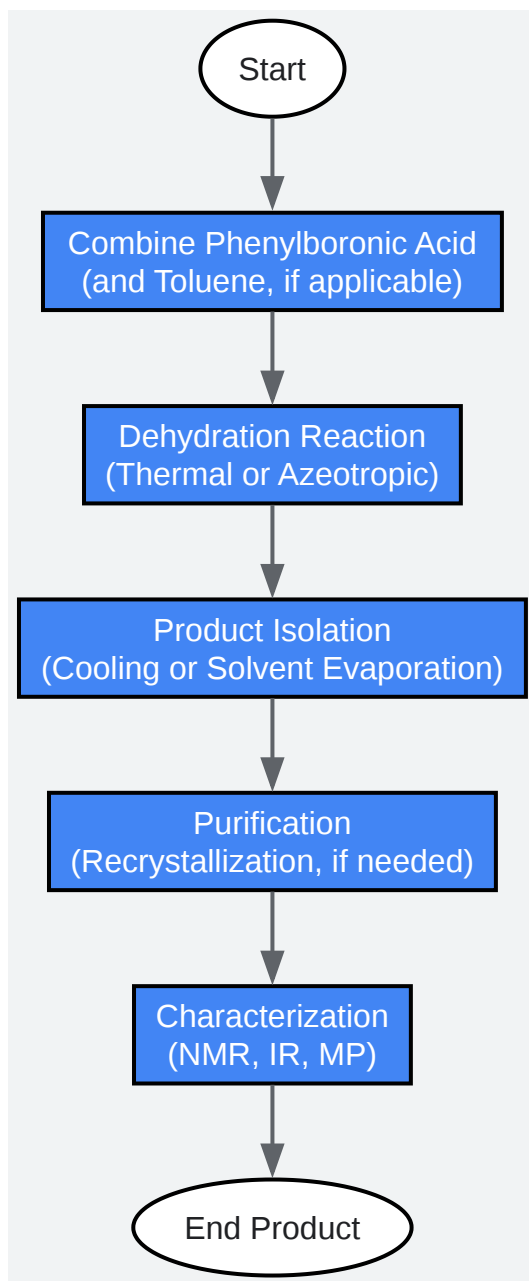 Start
Combine Phenylboronic Acid
(and Toluene, if applicable)
Dehydration Reaction
(Thermal or Azeotropic)
Product Isolation
(Cooling or Solvent Evaporation)
Purification
(Recrystallization, if needed)
Characterization
(NMR, IR, MP)
End Product